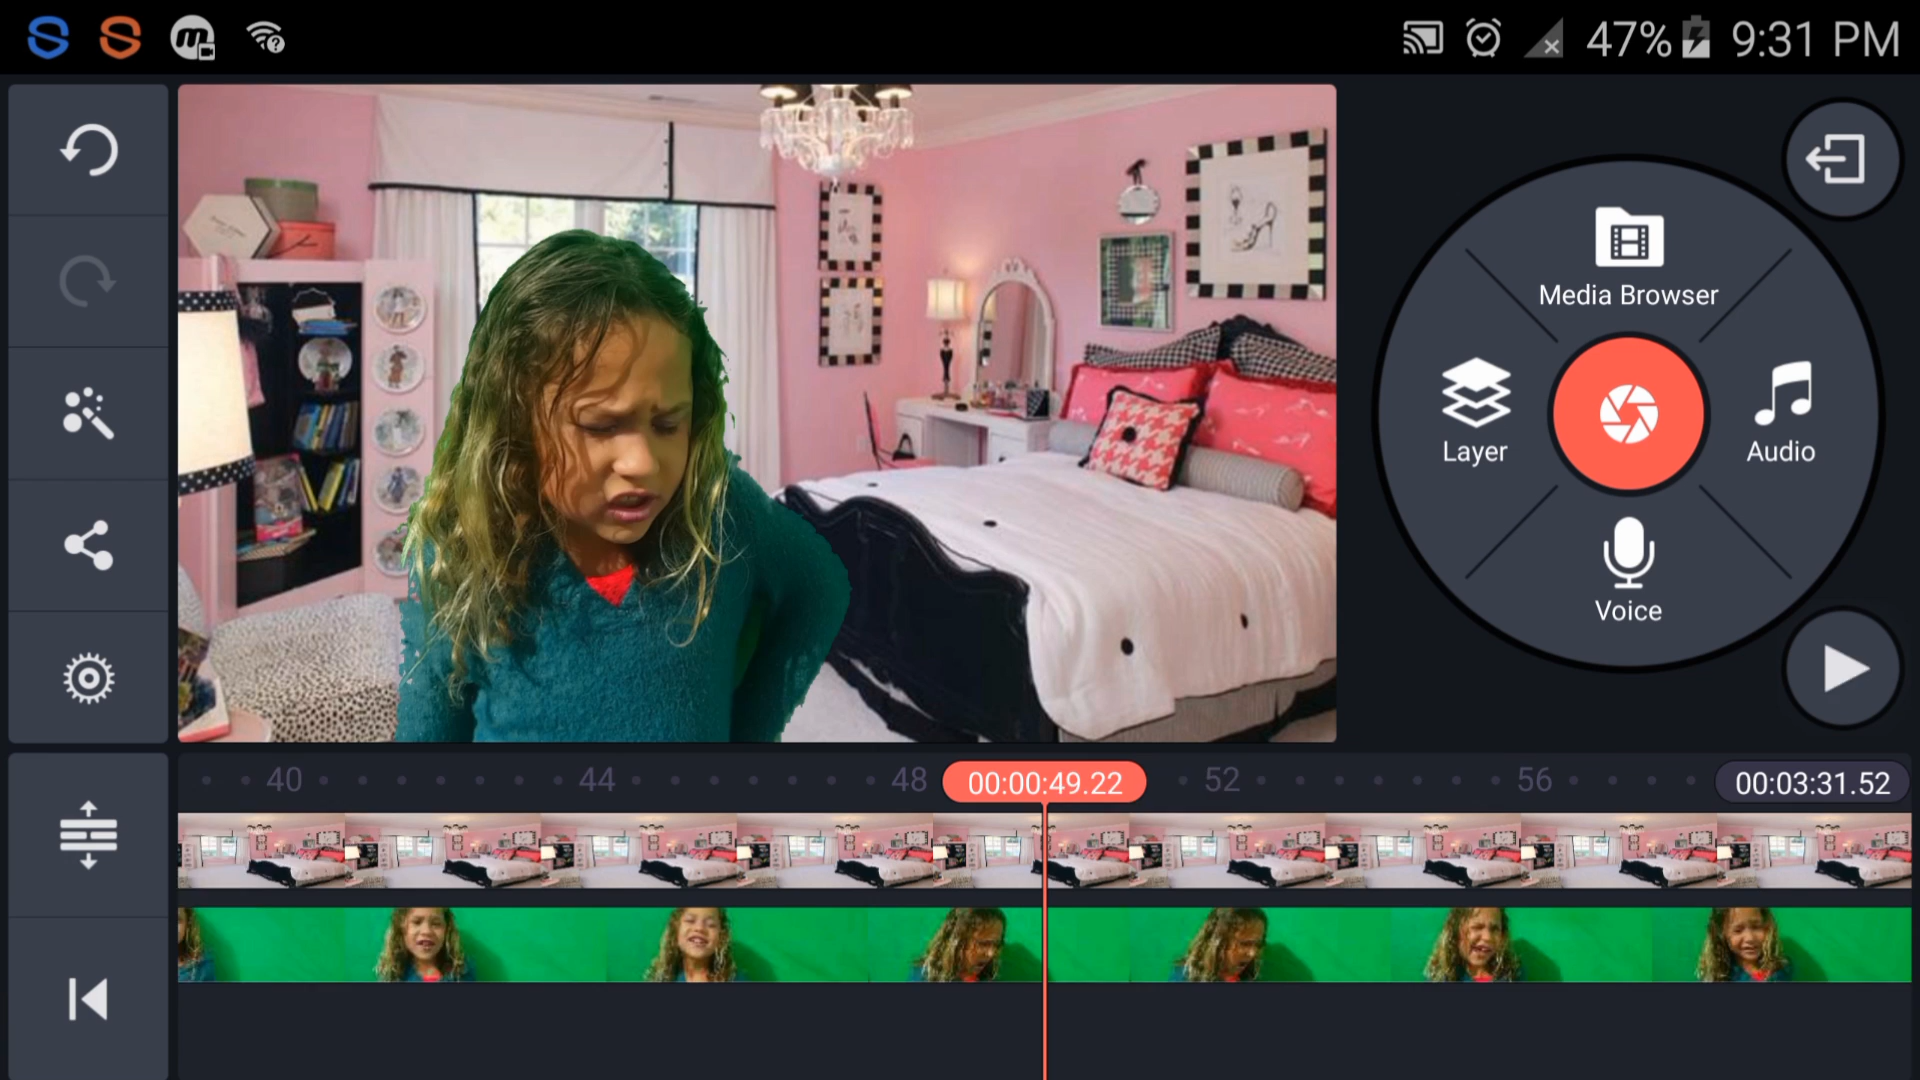 47% 9:31 PM
Media Browser
Layer
Audio
Voice
40 44 48 00:00:49.22 52 56 00:03:31.52